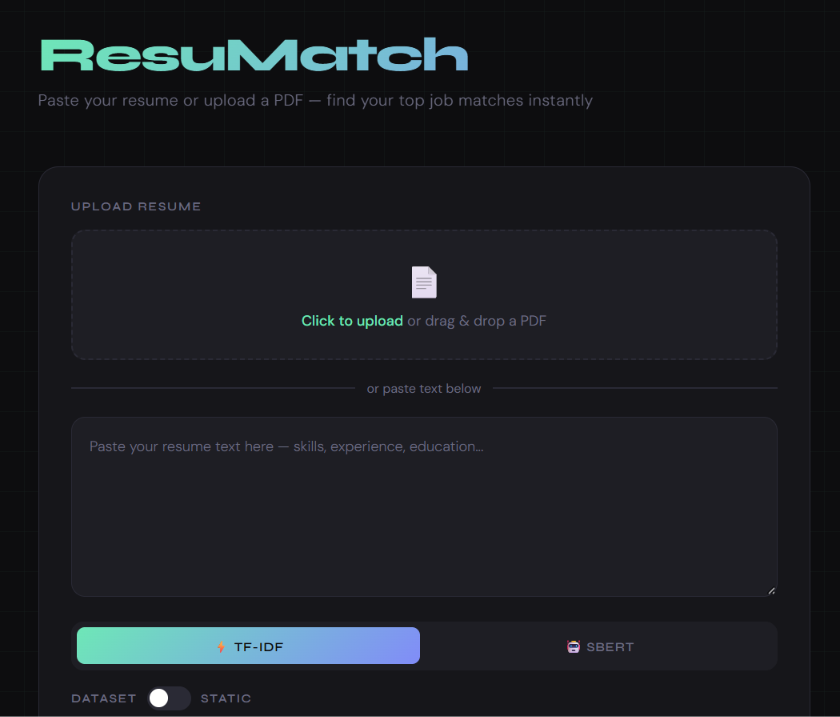 ResuMatch
Paste your resume or upload a PDF — find your top job matches instantly
UPLOAD RESUME
Click to upload or drag & drop a PDF
or paste text below
Paste your resume text here — skills, experience, education...
TF-IDF
SBERT
DATASET
STATIC